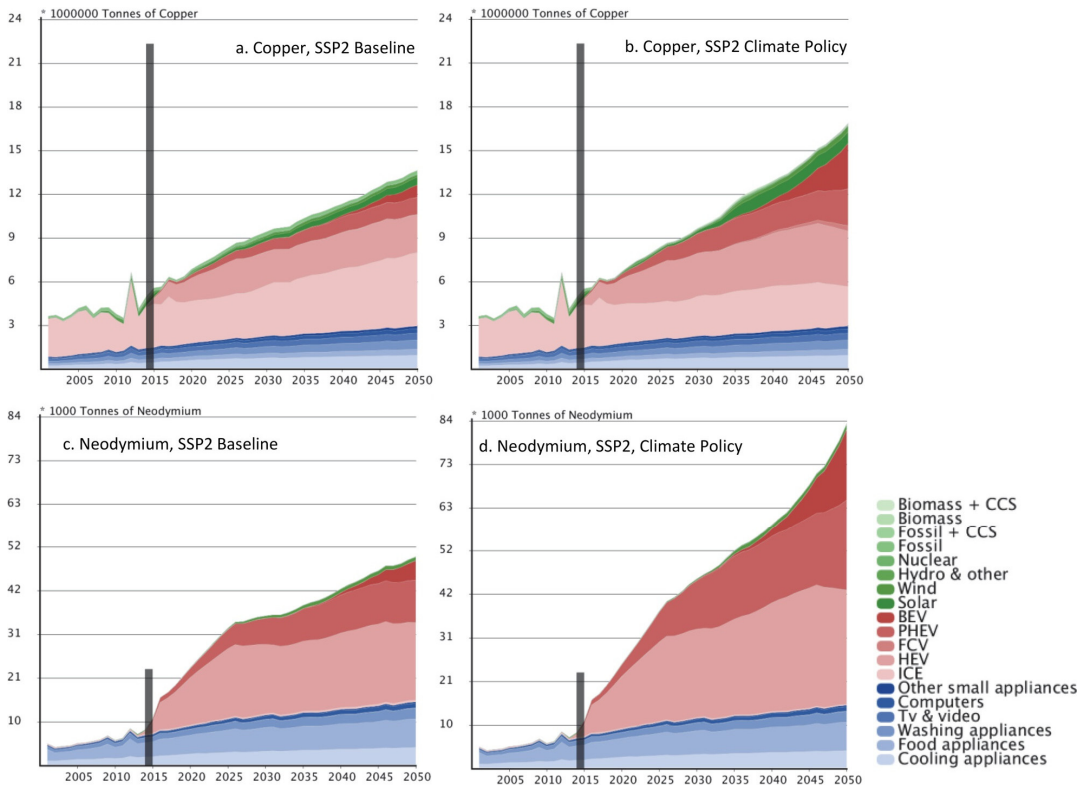 * 1000000 Tonnes of Copper
a. Copper, SSP2 Baseline
24
21
18
15
12
9
6
3
2005 2010 2015 2020 2025 2030 2035 2040 2045 2050
* 1000000 Tonnes of Copper
b. Copper, SSP2 Climate Policy
24
21
18
15
12
9
6
3
2005 2010 2015 2020 2025 2030 2035 2040 2045 2050
* 1000 Tonnes of Neodymium
c. Neodymium, SSP2 Baseline
84
73
63
52
42
31
21
10
2005 2010 2015 2020 2025 2030 2035 2040 2045 2050
* 1000 Tonnes of Neodymium
d. Neodymium, SSP2, Climate Policy
84
73
63
52
42
31
21
10
2005 2010 2015 2020 2025 2030 2035 2040 2045 2050
Biomass + CCS
Biomass
Fossil + CCS
Fossil
Nuclear
Hydro & other
Wind
Solar
BEV
PHEV
FCV
HEV
ICE
Other small appliances
Computers
Tv & video
Washing appliances
Food appliances
Cooling appliances